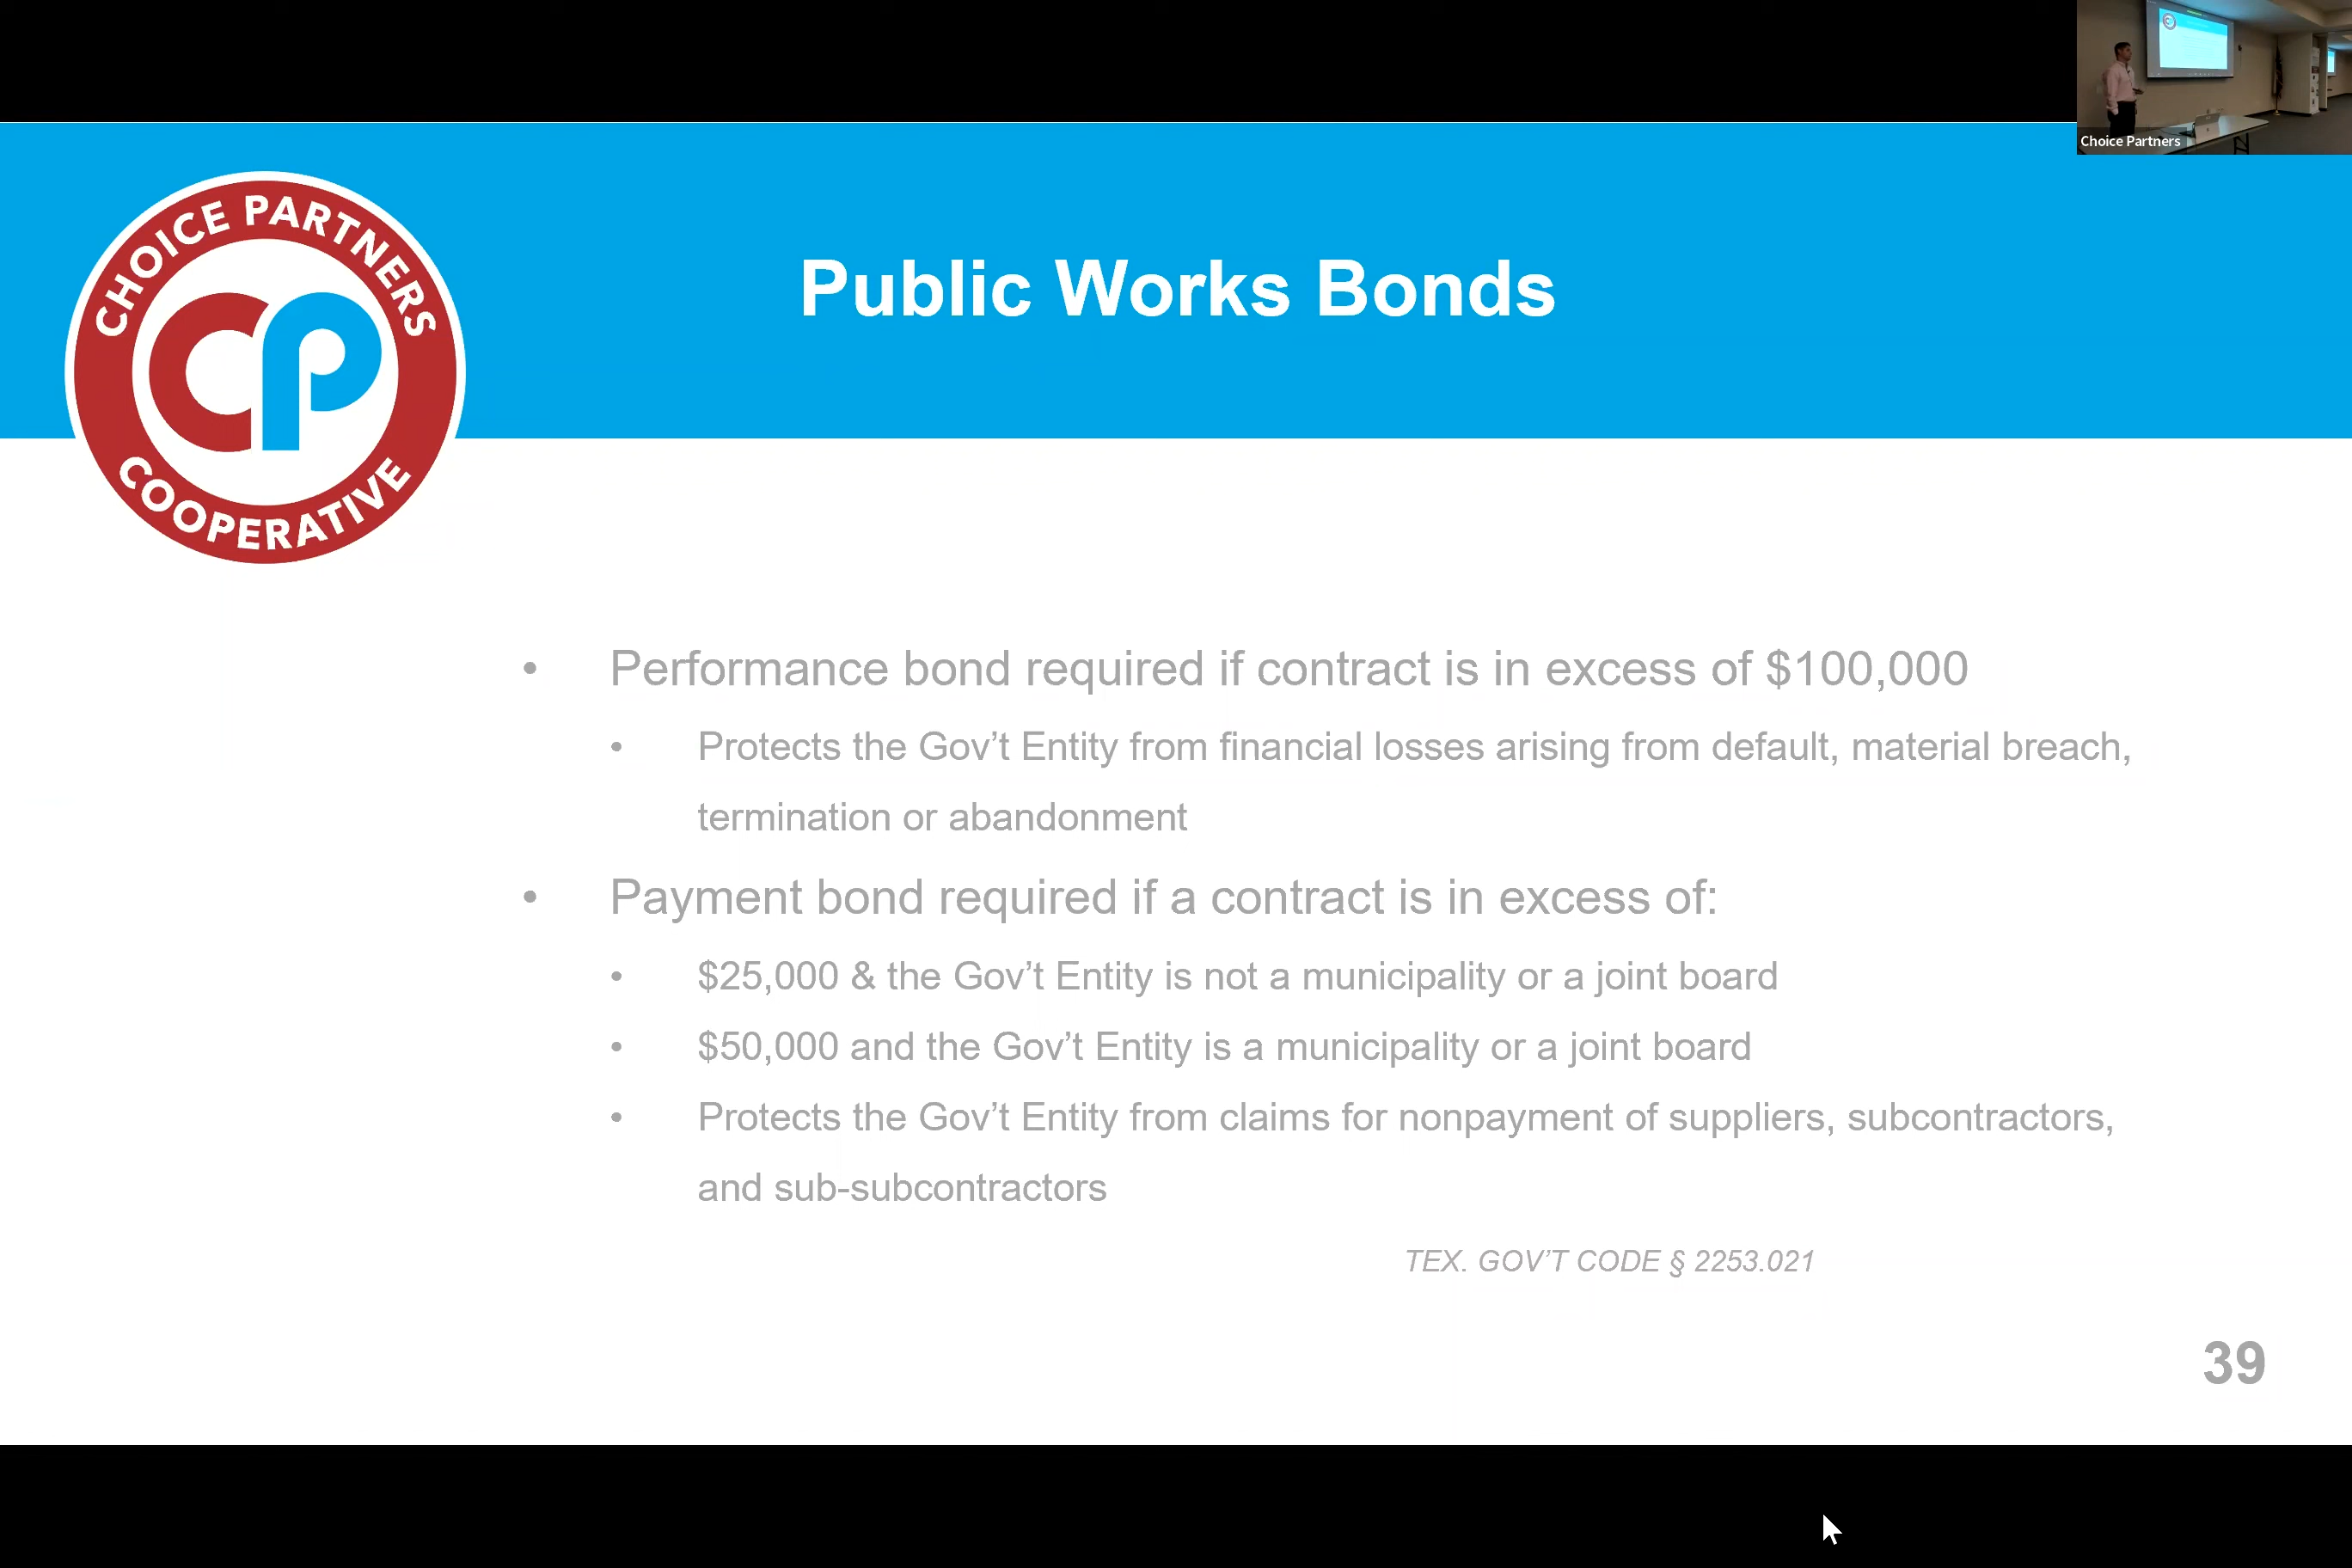 Choice Partners
CHOICE PARTNERS
CP
COOPERATIVE
Public Works Bonds
• Performance bond required if contract is in excess of $100,000
• Protects the Gov’t Entity from financial losses arising from default, material breach,
termination or abandonment
• Payment bond required if a contract is in excess of:
• $25,000 & the Gov’t Entity is not a municipality or a joint board
• $50,000 and the Gov’t Entity is a municipality or a joint board
• Protects the Gov’t Entity from claims for nonpayment of suppliers, subcontractors,
and sub-subcontractors
TEX. GOV’T CODE § 2253.021
39